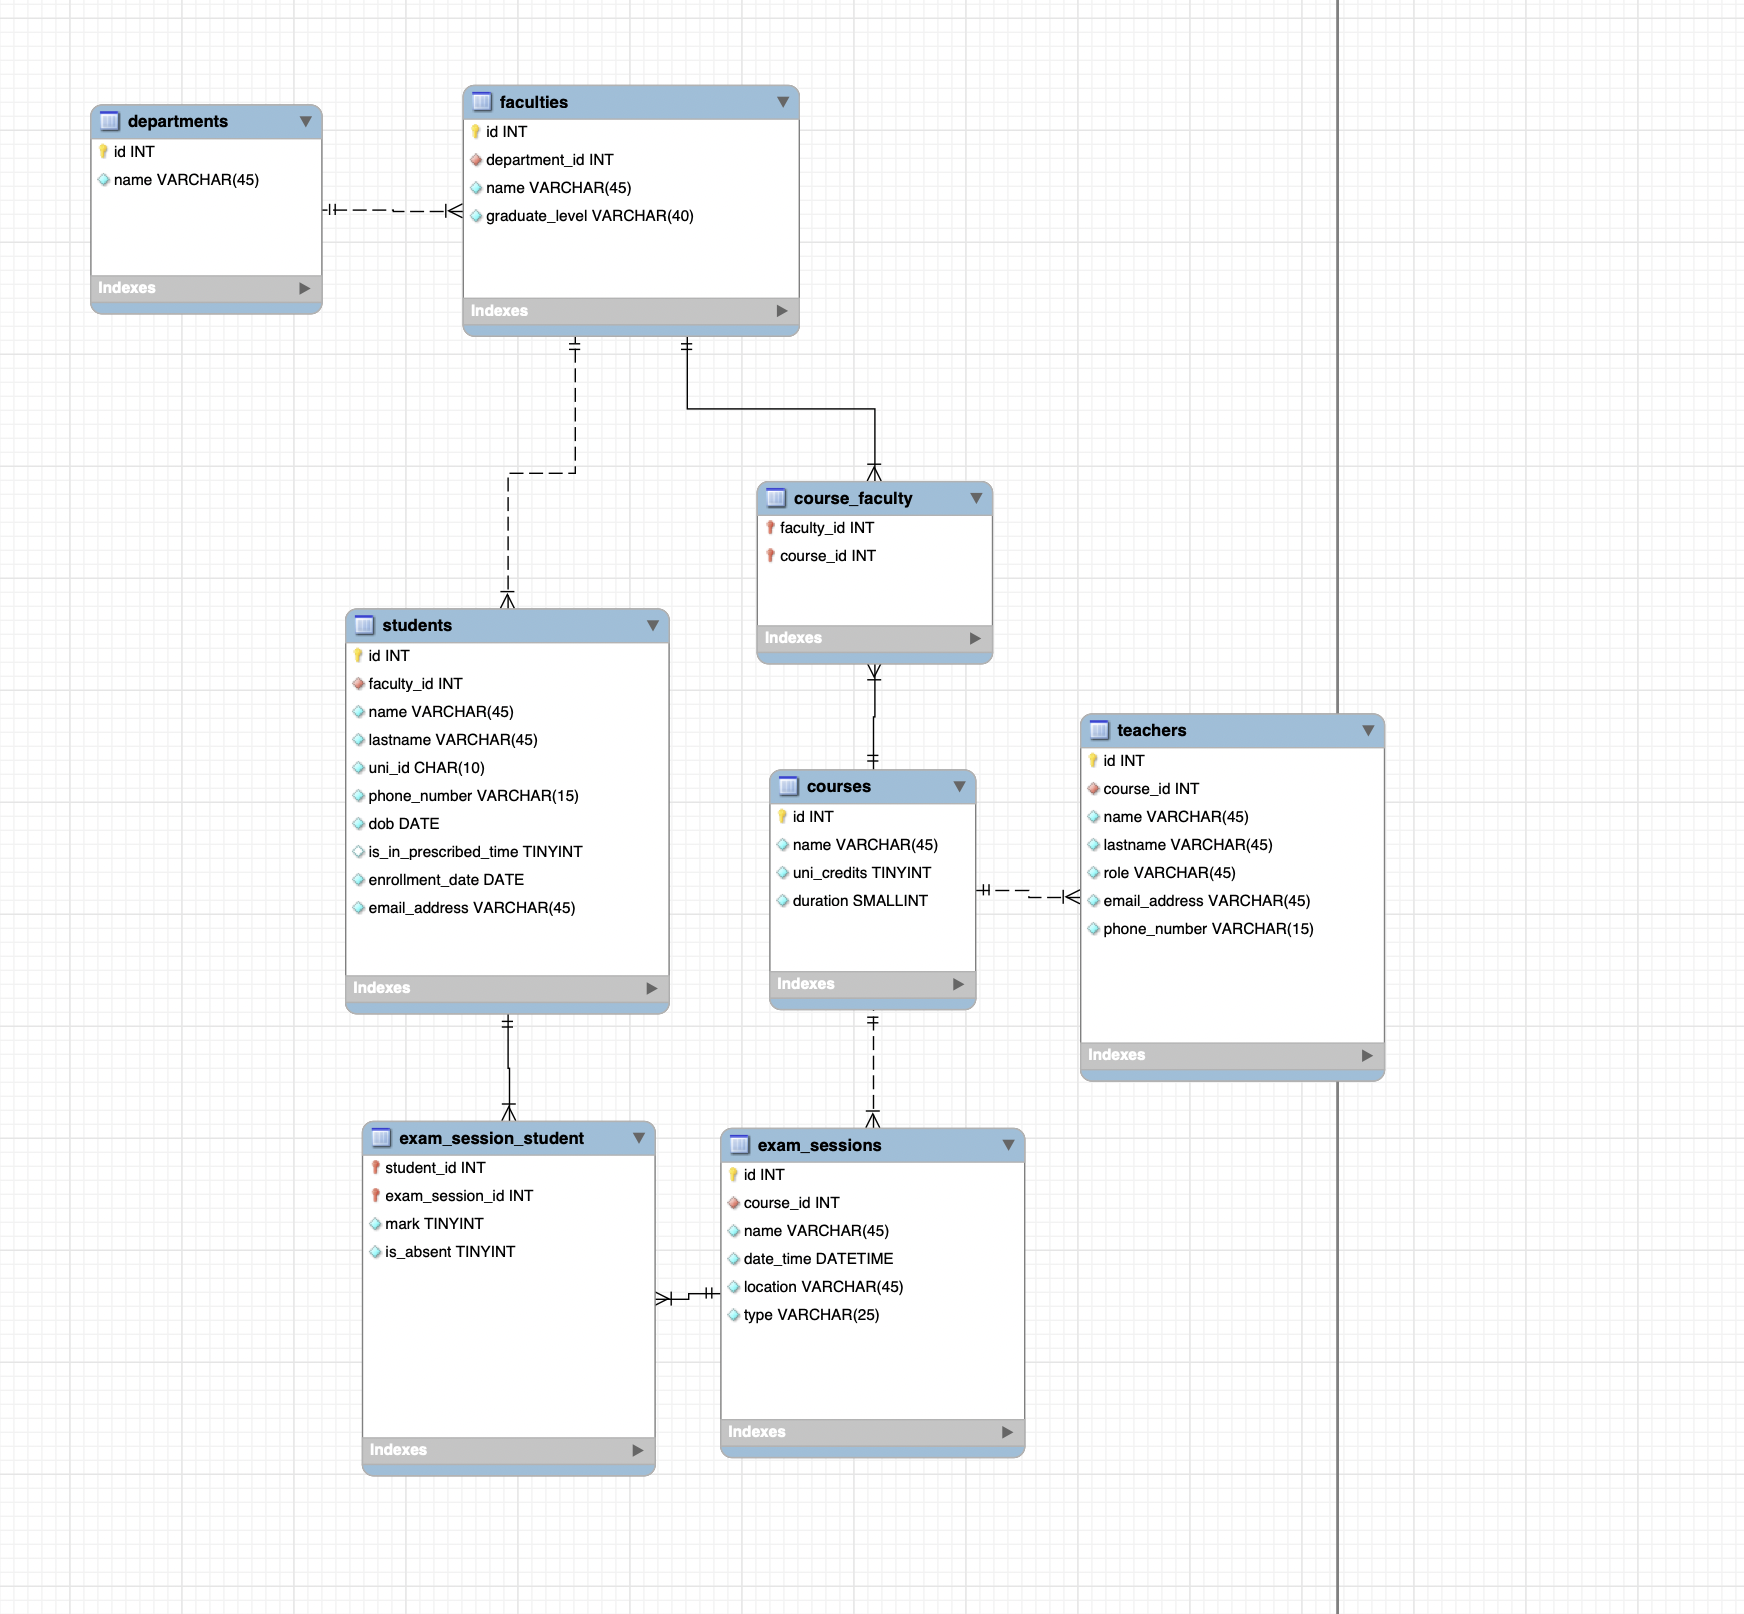 departments
id INT
name VARCHAR(45)
Indexes
faculties
id INT
department_id INT
name VARCHAR(45)
graduate_level VARCHAR(40)
Indexes
course_faculty
faculty_id INT
course_id INT
Indexes
students
id INT
faculty_id INT
name VARCHAR(45)
lastname VARCHAR(45)
uni_id CHAR(10)
phone_number VARCHAR(15)
dob DATE
is_in_prescribed_time TINYINT
enrollment_date DATE
email_address VARCHAR(45)
Indexes
courses
id INT
name VARCHAR(45)
uni_credits TINYINT
duration SMALLINT
Indexes
teachers
id INT
course_id INT
name VARCHAR(45)
lastname VARCHAR(45)
role VARCHAR(45)
email_address VARCHAR(45)
phone_number VARCHAR(15)
Indexes
exam_session_student
student_id INT
exam_session_id INT
mark TINYINT
is_absent TINYINT
Indexes
exam_sessions
id INT
course_id INT
name VARCHAR(45)
date_time DATETIME
location VARCHAR(45)
type VARCHAR(25)
Indexes